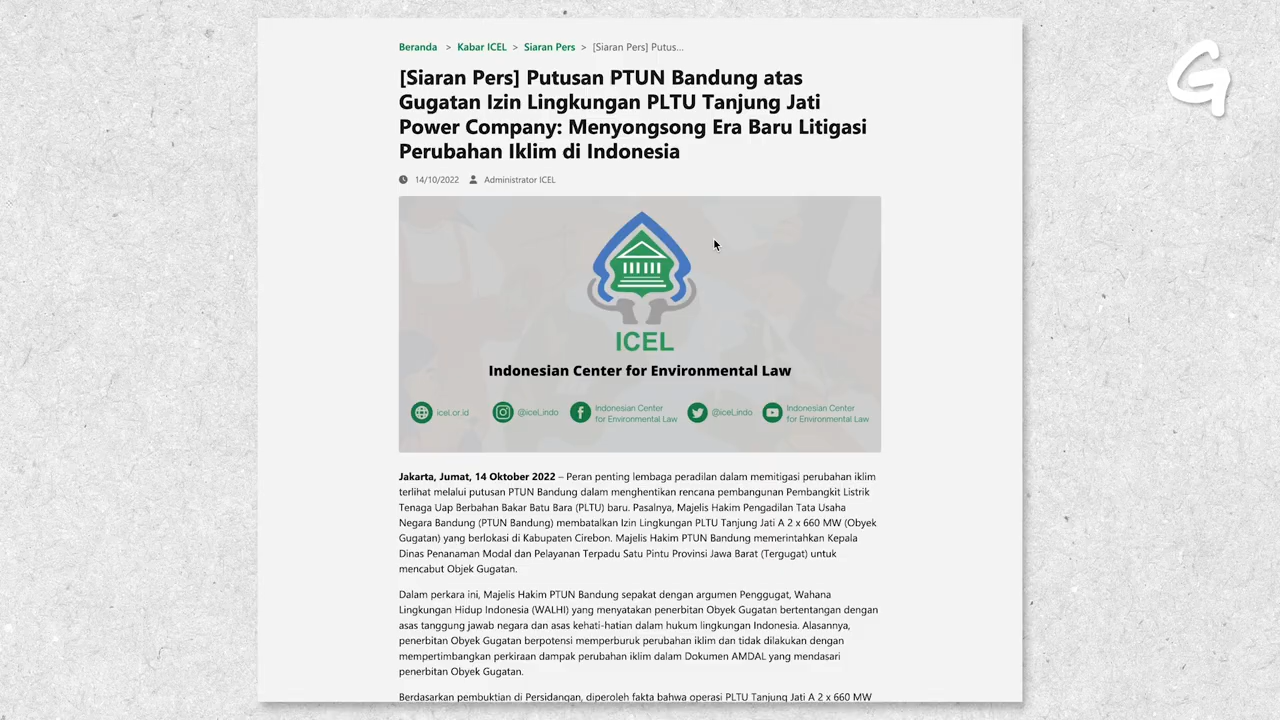 Beranda > Kabar ICEL > Siaran Pers > [Siaran Pers] Putus...
[Siaran Pers] Putusan PTUN Bandung atas
Gugatan Izin Lingkungan PLTU Tanjung Jati
Power Company: Menyongsong Era Baru Litigasi
Perubahan Iklim di Indonesia
14/10/2022 Administrator ICEL
ICEL
Indonesian Center for Environmental Law
icel.or.id @icel_indo Indonesian Center for Environmental Law @icel_indo Indonesian Center for Environmental Law
Jakarta, Jumat, 14 Oktober 2022 – Peran penting lembaga peradilan dalam memitigasi perubahan iklim
terlihat melalui putusan PTUN Bandung dalam menghentikan rencana pembangunan Pembangkit Listrik
Tenaga Uap Berbahan Bakar Batu Bara (PLTU) baru. Pasalnya, Majelis Hakim Pengadilan Tata Usaha
Negara Bandung (PTUN Bandung) membatalkan Izin Lingkungan PLTU Tanjung Jati A 2 x 660 MW (Obyek
Gugatan) yang berlokasi di Kabupaten Cirebon. Majelis Hakim PTUN Bandung memerintahkan Kepala
Dinas Penanaman Modal dan Pelayanan Terpadu Satu Pintu Provinsi Jawa Barat (Tergugat) untuk
mencabut Objek Gugatan.
Dalam perkara ini, Majelis Hakim PTUN Bandung sepakat dengan argumen Penggugat, Wahana
Lingkungan Hidup Indonesia (WALHI) yang menyatakan penerbitan Obyek Gugatan bertentangan dengan
asas tanggung jawab negara dan asas kehati-hatian dalam hukum lingkungan Indonesia. Alasannya,
penerbitan Obyek Gugatan berpotensi memperburuk perubahan iklim dan tidak dilakukan dengan
mempertimbangkan perkiraan dampak perubahan iklim dalam Dokumen AMDAL yang mendasari
penerbitan Obyek Gugatan.
Berdasarkan pembuktian di Persidangan, diperoleh fakta bahwa operasi PLTU Tanjung Jati A 2 x 660 MW
G